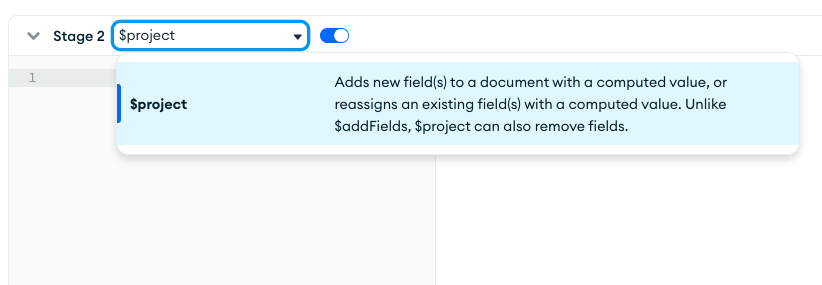 Stage 2 $project
1
$project
Adds new field(s) to a document with a computed value, or
reassigns an existing field(s) with a computed value. Unlike
$addFields, $project can also remove fields.